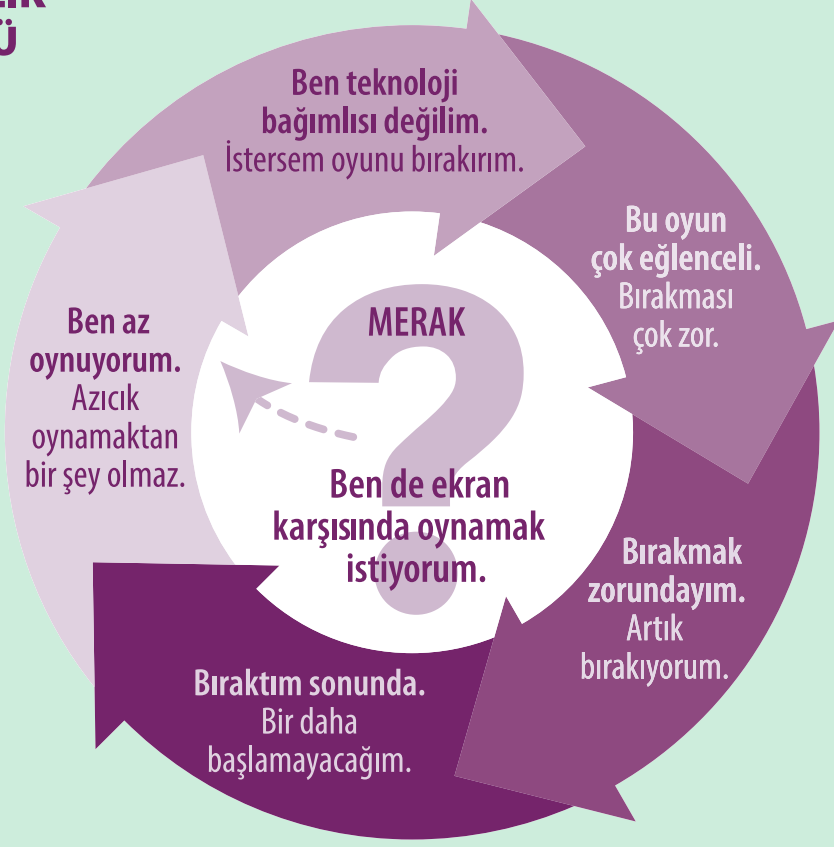 Ü
Ben teknoloji
bağımlısı değilim.
İstersem oyunu bırakırım.
Bu oyun
çok eğlenceli.
Bırakması
çok zor.
Bırakmak
zorundayım.
Artık
bırakıyorum.
Bıraktım sonunda.
Bir daha
başlamayacağım.
Ben az
oynuyorum.
Azıcık
oynamaktan
bir şey olmaz.
MERAK
?
Ben de ekran
karşısında oynamak
istiyorum.